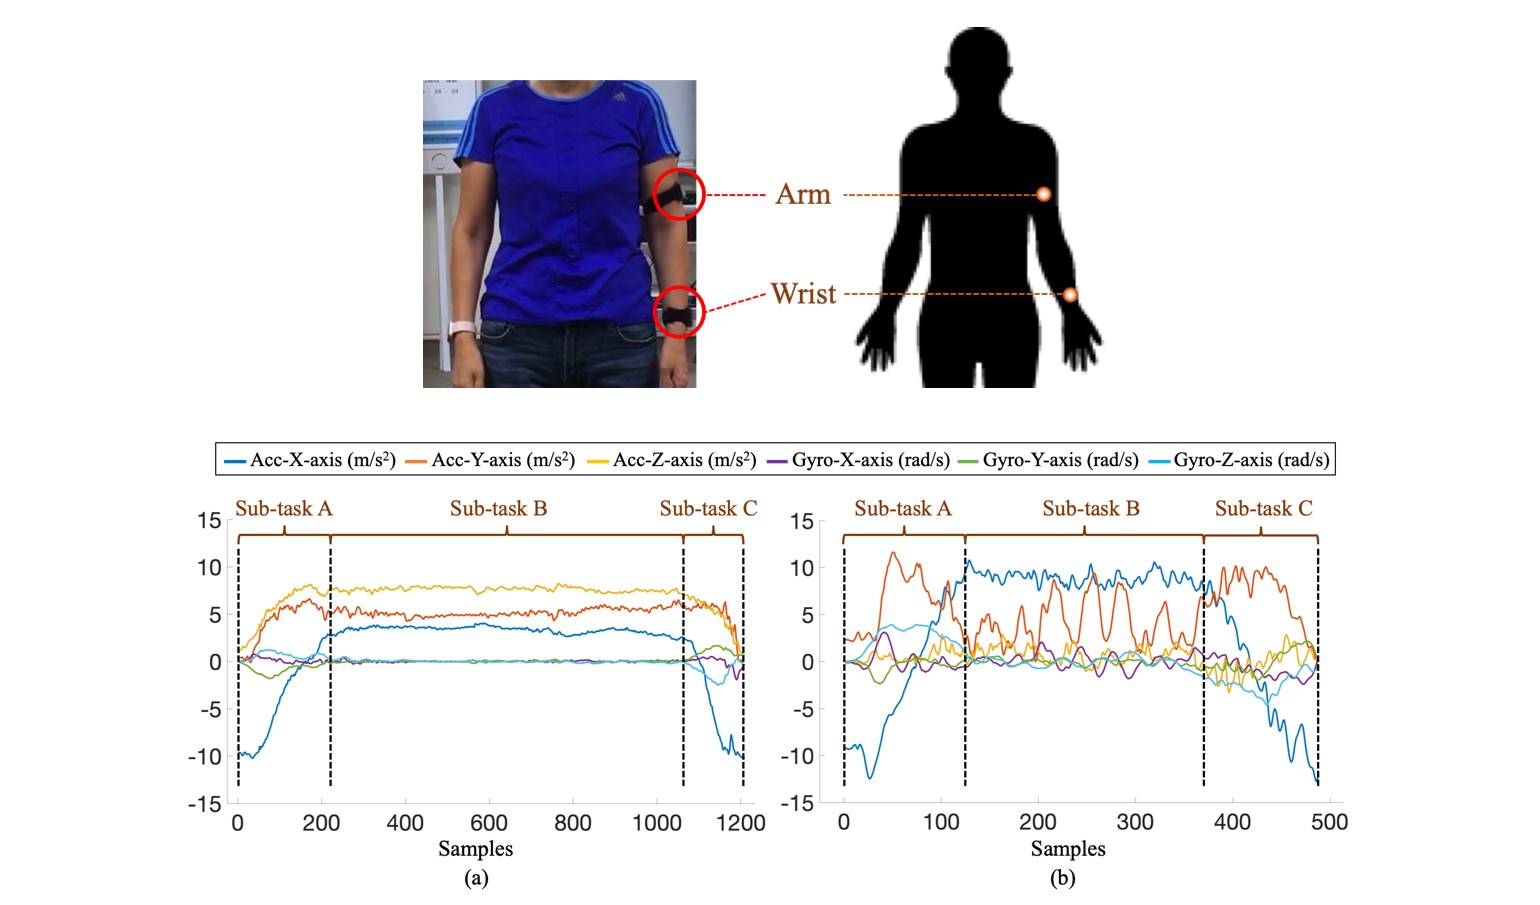 Arm
Wrist
Acc-X-axis (m/s²) Acc-Y-axis (m/s²) Acc-Z-axis (m/s²) Gyro-X-axis (rad/s) Gyro-Y-axis (rad/s) Gyro-Z-axis (rad/s)
Sub-task A Sub-task B Sub-task C
15
10
5
0
-5
-10
-15
0 200 400 600 800 1000 1200
Samples
(a)
Sub-task A Sub-task B Sub-task C
15
10
5
0
-5
-10
-15
0 100 200 300 400 500
Samples
(b)